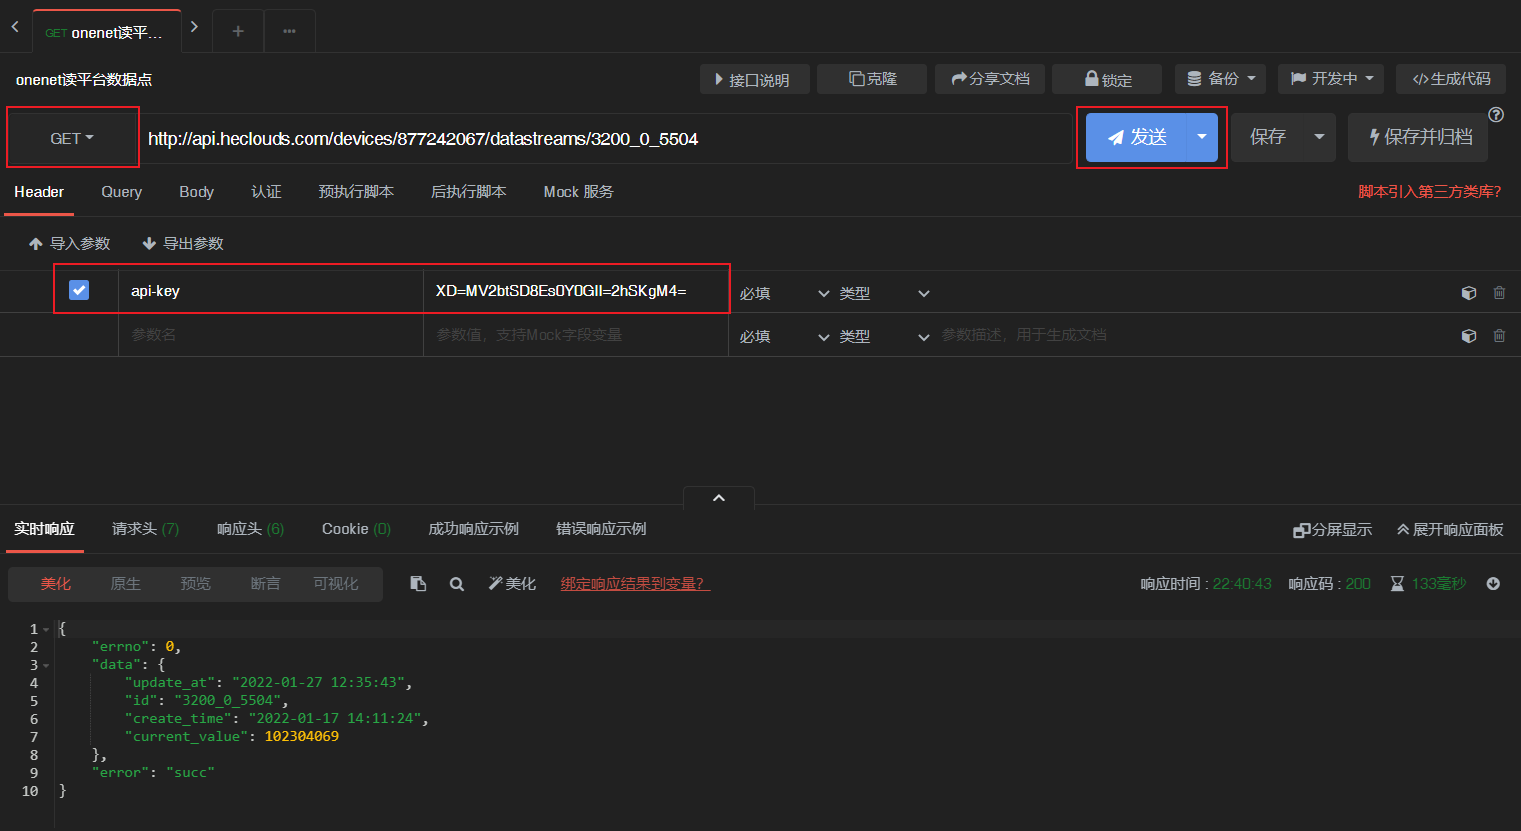 GET onenet读平... + ...
onenet读平台数据点 接口说明 克隆 分享文档 锁定 备份 开发中 </>生成代码
GET http://api.heclouds.com/devices/877242067/datastreams/3200_0_5504 发送 保存 保存并归档
Header Query Body 认证 预执行脚本 后执行脚本 Mock 服务 脚本引入第三方类库?
导入参数 导出参数
api-key XD=MV2btSD8Es0Y0GII=2hSKgM4= 必填 类型
参数名 参数值，支持Mock字段变量 必填 类型 参数描述，用于生成文档
实时响应 请求头 (7) 响应头 (6) Cookie (0) 成功响应示例 错误响应示例 分屏显示 展开响应面板
美化 原生 预览 断言 可视化 美化 绑定响应结果到变量? 响应时间 : 22:40:43 响应码 : 200 133毫秒
1 {
2 "errno": 0,
3 "data": {
4 "update_at": "2022-01-27 12:35:43",
5 "id": "3200_0_5504",
6 "create_time": "2022-01-17 14:11:24",
7 "current_value": 102304069
8 },
9 "error": "succ"
10 }